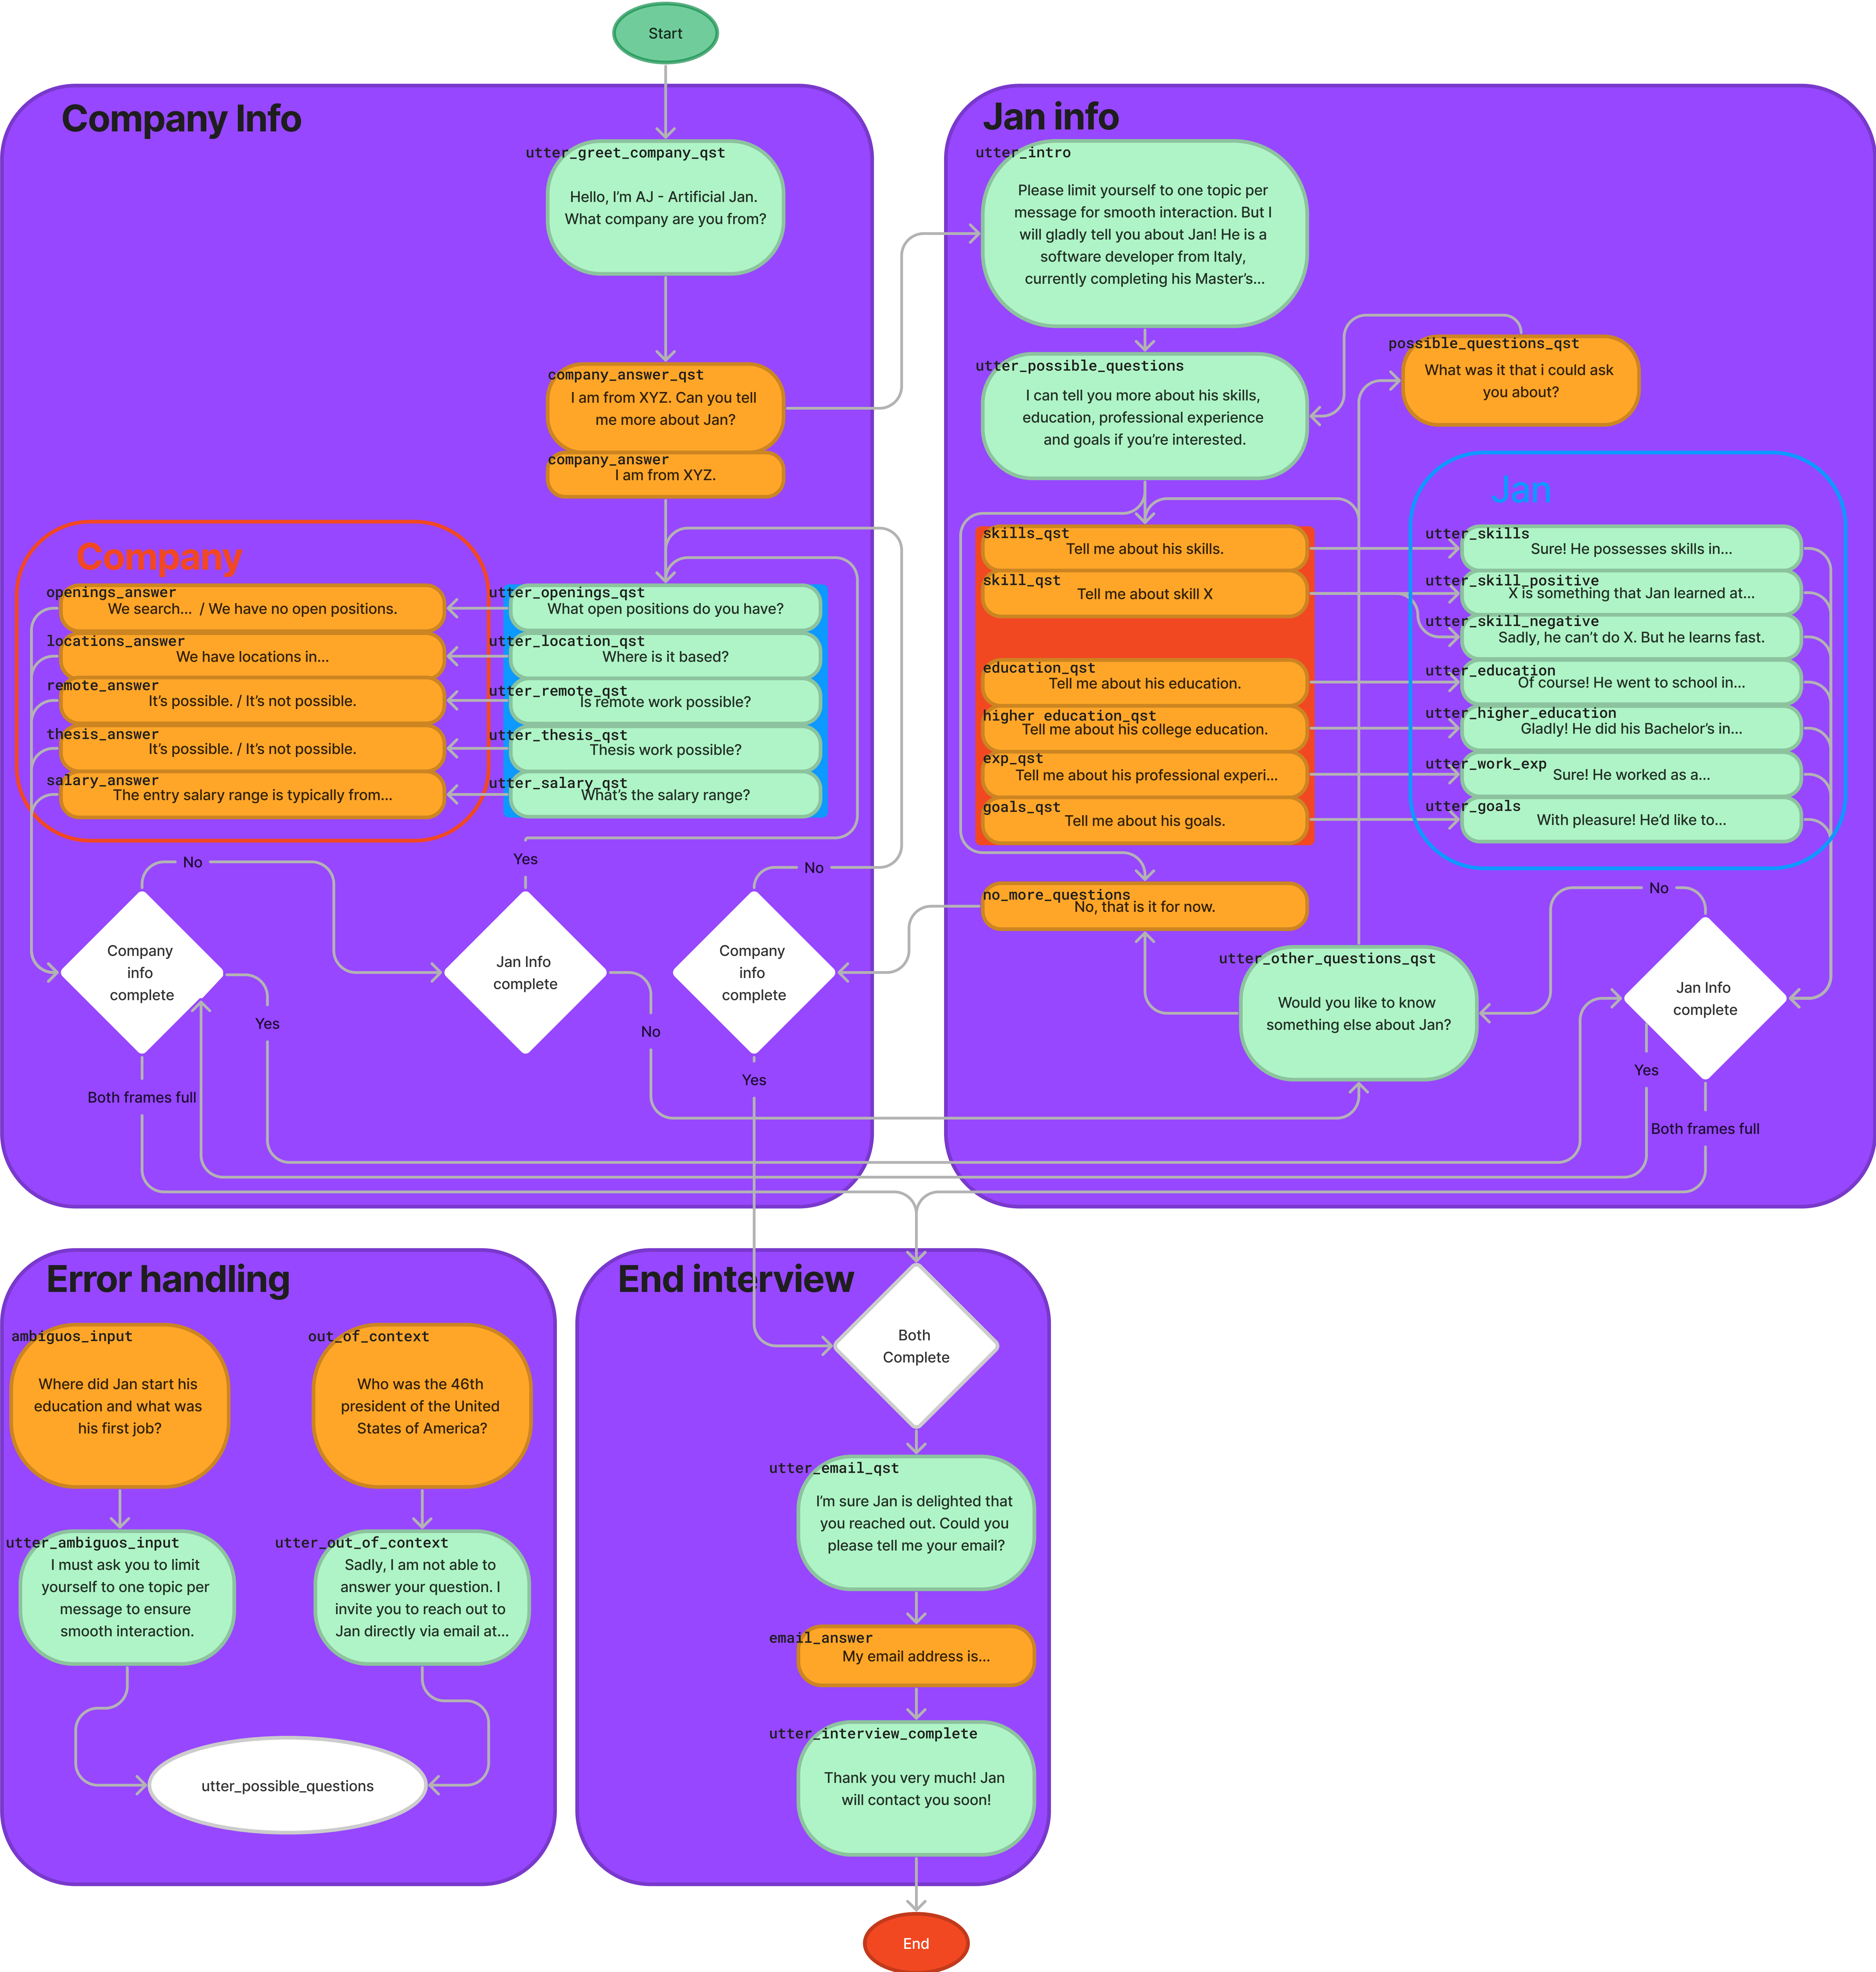 Start
Company Info
utter_greet_company_qst
Hello, I'm AJ - Artificial Jan.
What company are you from?
company_answer_qst
I am from XYZ. Can you tell
me more about Jan?
company_answer
I am from XYZ.
Company
openings_answer
We search... / We have no open positions.
locations_answer
We have locations in...
remote_answer
It's possible. / It's not possible.
thesis_answer
It's possible. / It's not possible.
salary_answer
The entry salary range is typically from...
utter_openings_qst
What open positions do you have?
utter_location_qst
Where is it based?
utter_remote_qst
Is remote work possible?
utter_thesis_qst
Thesis work possible?
utter_salary_qst
What's the salary range?
No
Yes
No
Company
info
complete
Jan Info
complete
Company
info
complete
Yes
No
Yes
Both frames full
Jan info
utter_intro
Please limit yourself to one topic per
message for smooth interaction. But I
will gladly tell you about Jan! He is a
software developer from Italy,
currently completing his Master's...
utter_possible_questions
I can tell you more about his skills,
education, professional experience
and goals if you're interested.
possible_questions_qst
What was it that i could ask
you about?
skills_qst
Tell me about his skills.
skill_qst
Tell me about skill X
education_qst
Tell me about his education.
higher_education_qst
Tell me about his college education.
exp_qst
Tell me about his professional experi...
goals_qst
Tell me about his goals.
Jan
utter_skills
Sure! He possesses skills in...
utter_skill_positive
X is something that Jan learned at...
utter_skill_negative
Sadly, he can't do X. But he learns fast.
utter_education
Of course! He went to school in...
utter_higher_education
Gladly! He did his Bachelor's in...
utter_work_exp
Sure! He worked as a...
utter_goals
With pleasure! He'd like to...
no_more_questions
No, that is it for now.
No
utter_other_questions_qst
Would you like to know
something else about Jan?
Jan Info
complete
Yes
Both frames full
Error handling
ambiguos_input
Where did Jan start his
education and what was
his first job?
out_of_context
Who was the 46th
president of the United
States of America?
utter_ambiguos_input
I must ask you to limit
yourself to one topic per
message to ensure
smooth interaction.
utter_out_of_context
Sadly, I am not able to
answer your question. I
invite you to reach out to
Jan directly via email at...
utter_possible_questions
End interview
Both
Complete
utter_email_qst
I'm sure Jan is delighted that
you reached out. Could you
please tell me your email?
email_answer
My email address is...
utter_interview_complete
Thank you very much! Jan
will contact you soon!
End